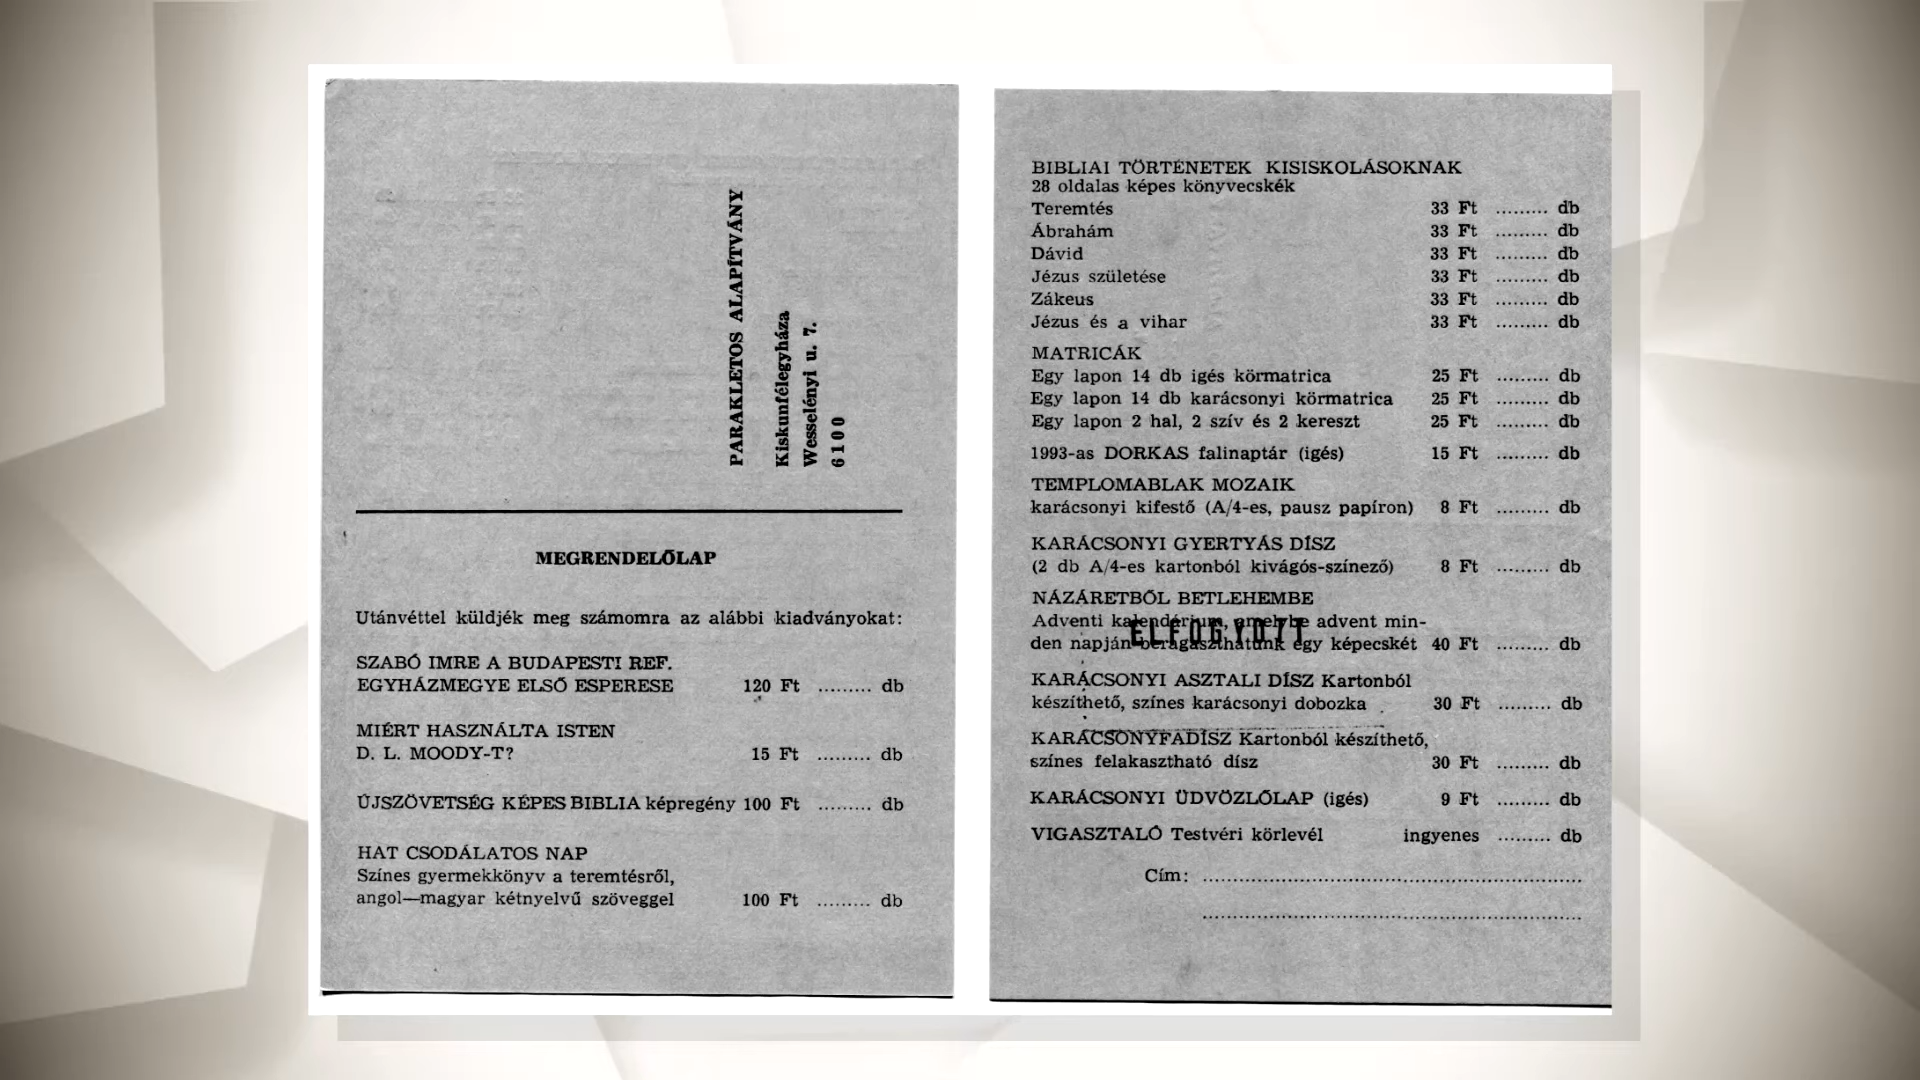 PARAKLETOS ALAPÍTVÁNY
Kiskunfélegyháza
Wesselényi u. 7.
6100
MEGRENDELŐLAP
Utánvéttel küldjék meg számomra az alábbi kiadványokat:
SZABÓ IMRE A BUDAPESTI REF.
EGYHÁZMEGYE ELSŐ ESPERESE 120 Ft ......... db
MIÉRT HASZNÁLTA ISTEN
D. L. MOODY-T? 15 Ft ......... db
ÚJSZÖVETSÉG KÉPES BIBLIA képregény 100 Ft ......... db
HAT CSODÁLATOS NAP
Színes gyermekkönyv a teremtésről,
angol—magyar kétnyelvű szöveggel 100 Ft ......... db
BIBLIAI TÖRTÉNETEK KISISKOLÁSOKNAK
28 oldalas képes könyvecskék
Teremtés 33 Ft ......... db
Ábrahám 33 Ft ......... db
Dávid 33 Ft ......... db
Jézus születése 33 Ft ......... db
Zákeus 33 Ft ......... db
Jézus és a vihar 33 Ft ......... db
MATRICÁK
Egy lapon 14 db igés körmatrica 25 Ft ......... db
Egy lapon 14 db karácsonyi körmatrica 25 Ft ......... db
Egy lapon 2 hal, 2 szív és 2 kereszt 25 Ft ......... db
1993-as DORKAS falinaptár (igés) 15 Ft ......... db
TEMPLOMABLAK MOZAIK
karácsonyi kifestő (A/4-es, pausz papíron) 8 Ft ......... db
KARÁCSONYI GYERTYÁS DÍSZ
(2 db A/4-es kartonból kivágós-színező) 8 Ft ......... db
NÁZÁRETBŐL BETLEHEMBE
Adventi kalendárium, amelybe advent min-
ELFOGYOTT
den napján beragaszthatunk egy képecskét 40 Ft ......... db
KARÁCSONYI ASZTALI DÍSZ Kartonból
készíthető, színes karácsonyi dobozka 30 Ft ......... db
KARÁCSONYFADÍSZ Kartonból készíthető,
színes felakasztható dísz 30 Ft ......... db
KARÁCSONYI ÜDVÖZLŐLAP (igés) 9 Ft ......... db
VIGASZTALÓ Testvéri körlevél ingyenes ......... db
Cím: ................................................................
................................................................